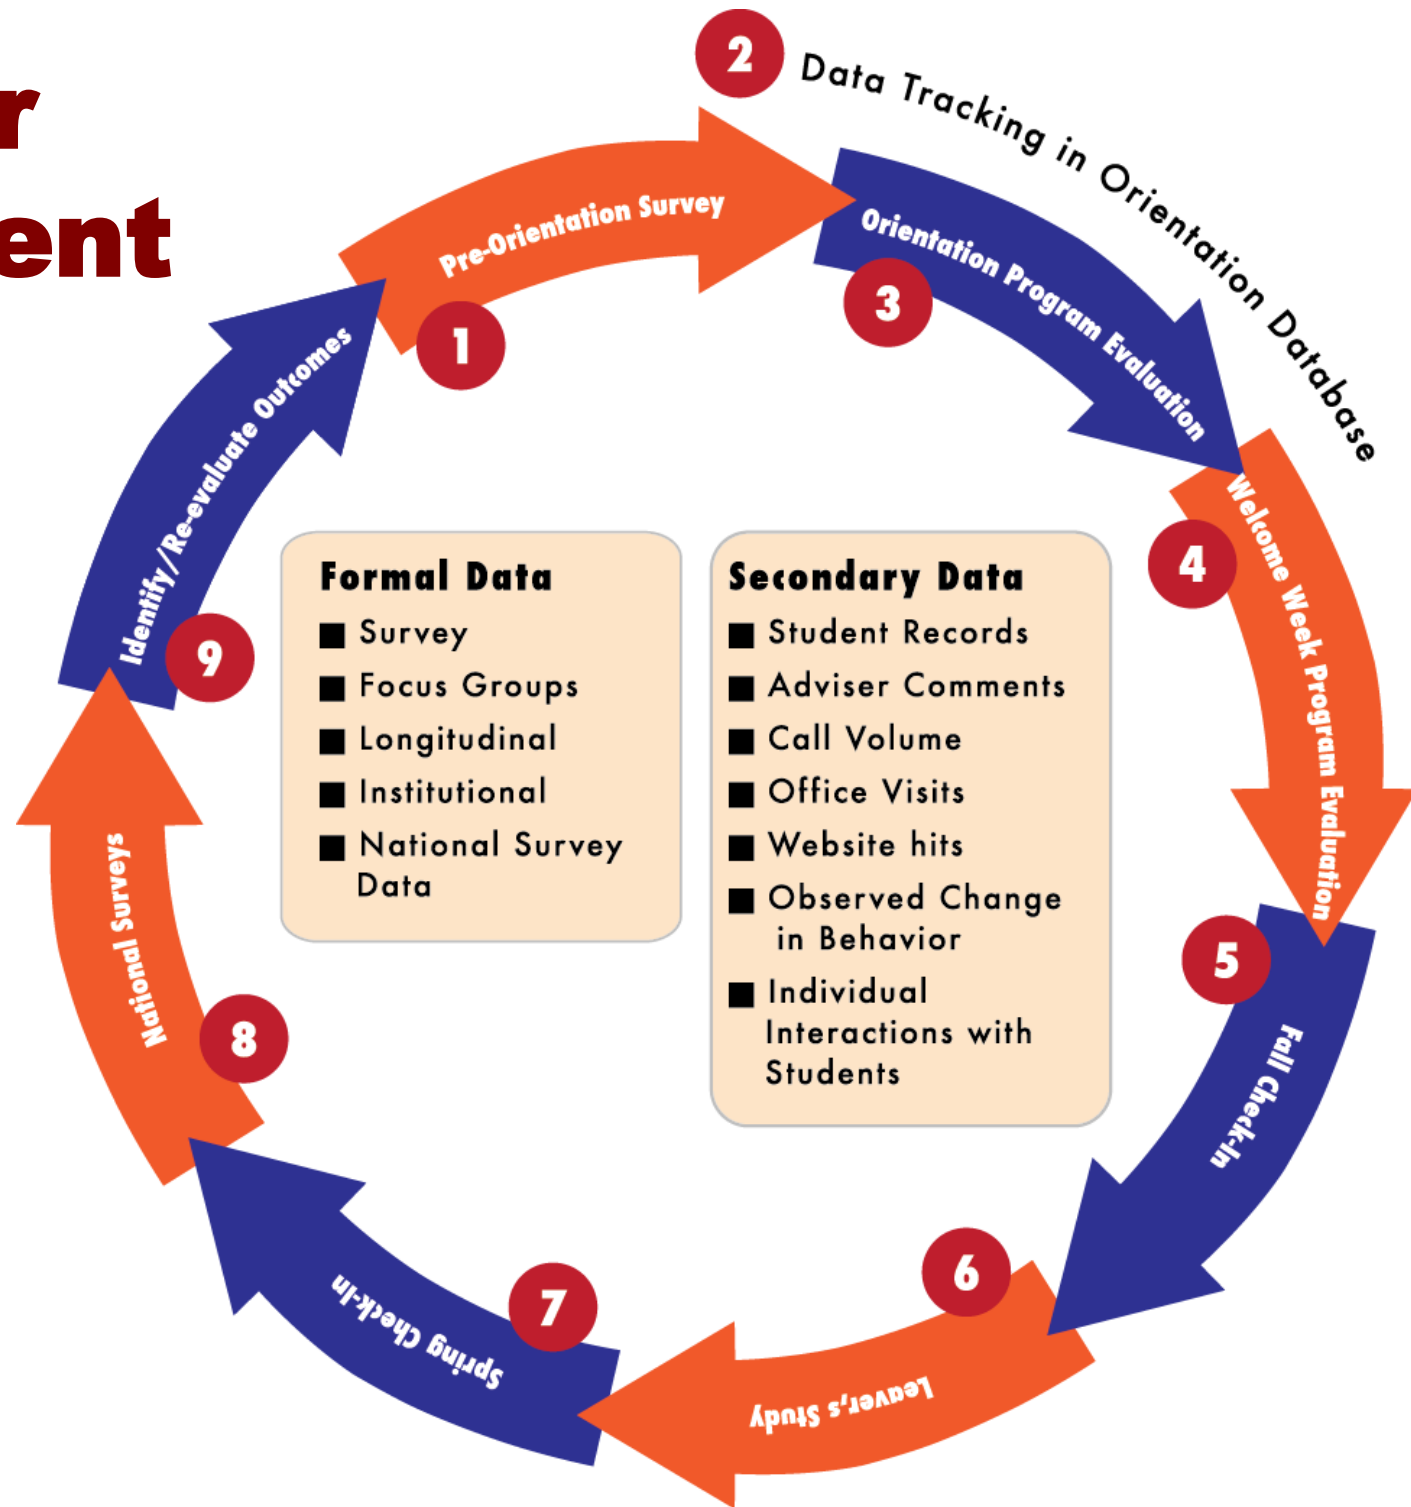 r
ent
1
Pre-Orientation Survey
2
Data Tracking in Orientation Database
3
Orientation Program Evaluation
4
Welcome Week Program Evaluation
5
Fall Check-In
6
Leaver,s Study
7
Spring Check-In
8
National Surveys
9
Identify/Re-evaluate Outcomes
Formal Data
■ Survey
■ Focus Groups
■ Longitudinal
■ Institutional
■ National Survey
Data
Secondary Data
■ Student Records
■ Adviser Comments
■ Call Volume
■ Office Visits
■ Website hits
■ Observed Change
in Behavior
■ Individual
Interactions with
Students